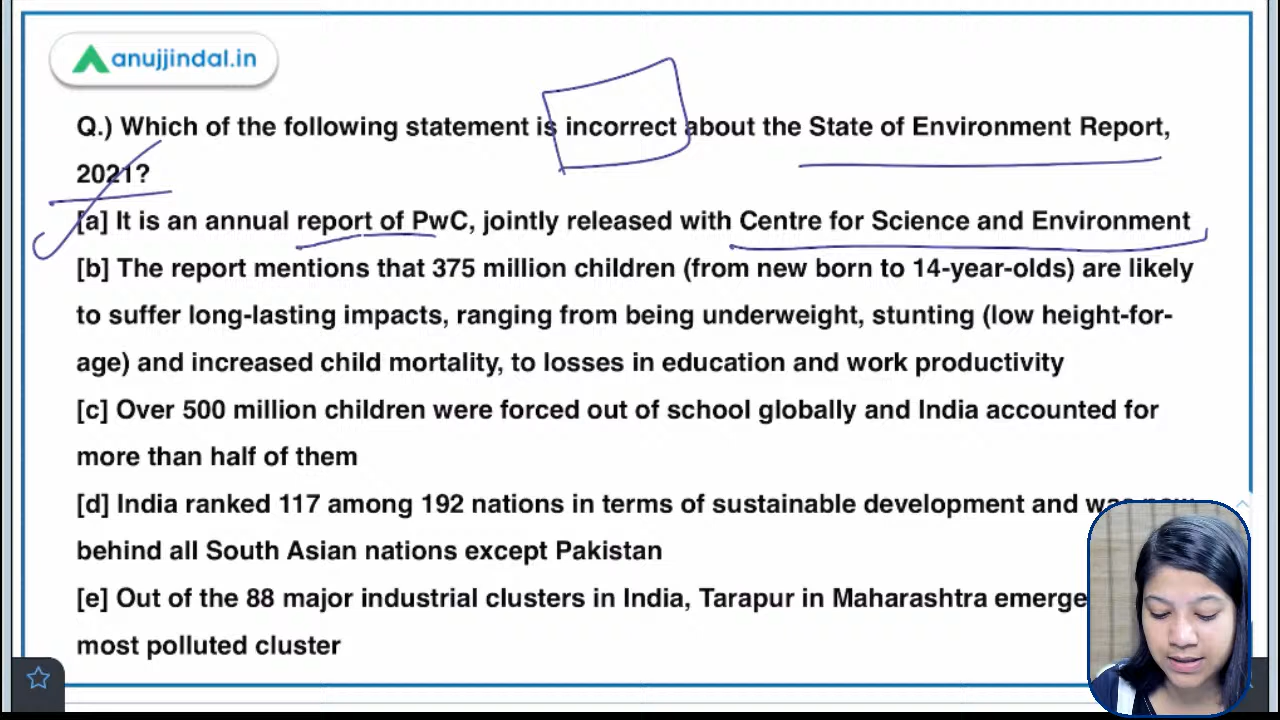 anujjindal.in
Q.) Which of the following statement is incorrect about the State of Environment Report,
2021?
[a] It is an annual report of PwC, jointly released with Centre for Science and Environment
[b] The report mentions that 375 million children (from new born to 14-year-olds) are likely
to suffer long-lasting impacts, ranging from being underweight, stunting (low height-for-
age) and increased child mortality, to losses in education and work productivity
[c] Over 500 million children were forced out of school globally and India accounted for
more than half of them
[d] India ranked 117 among 192 nations in terms of sustainable development and was now
behind all South Asian nations except Pakistan
[e] Out of the 88 major industrial clusters in India, Tarapur in Maharashtra
most polluted cluster